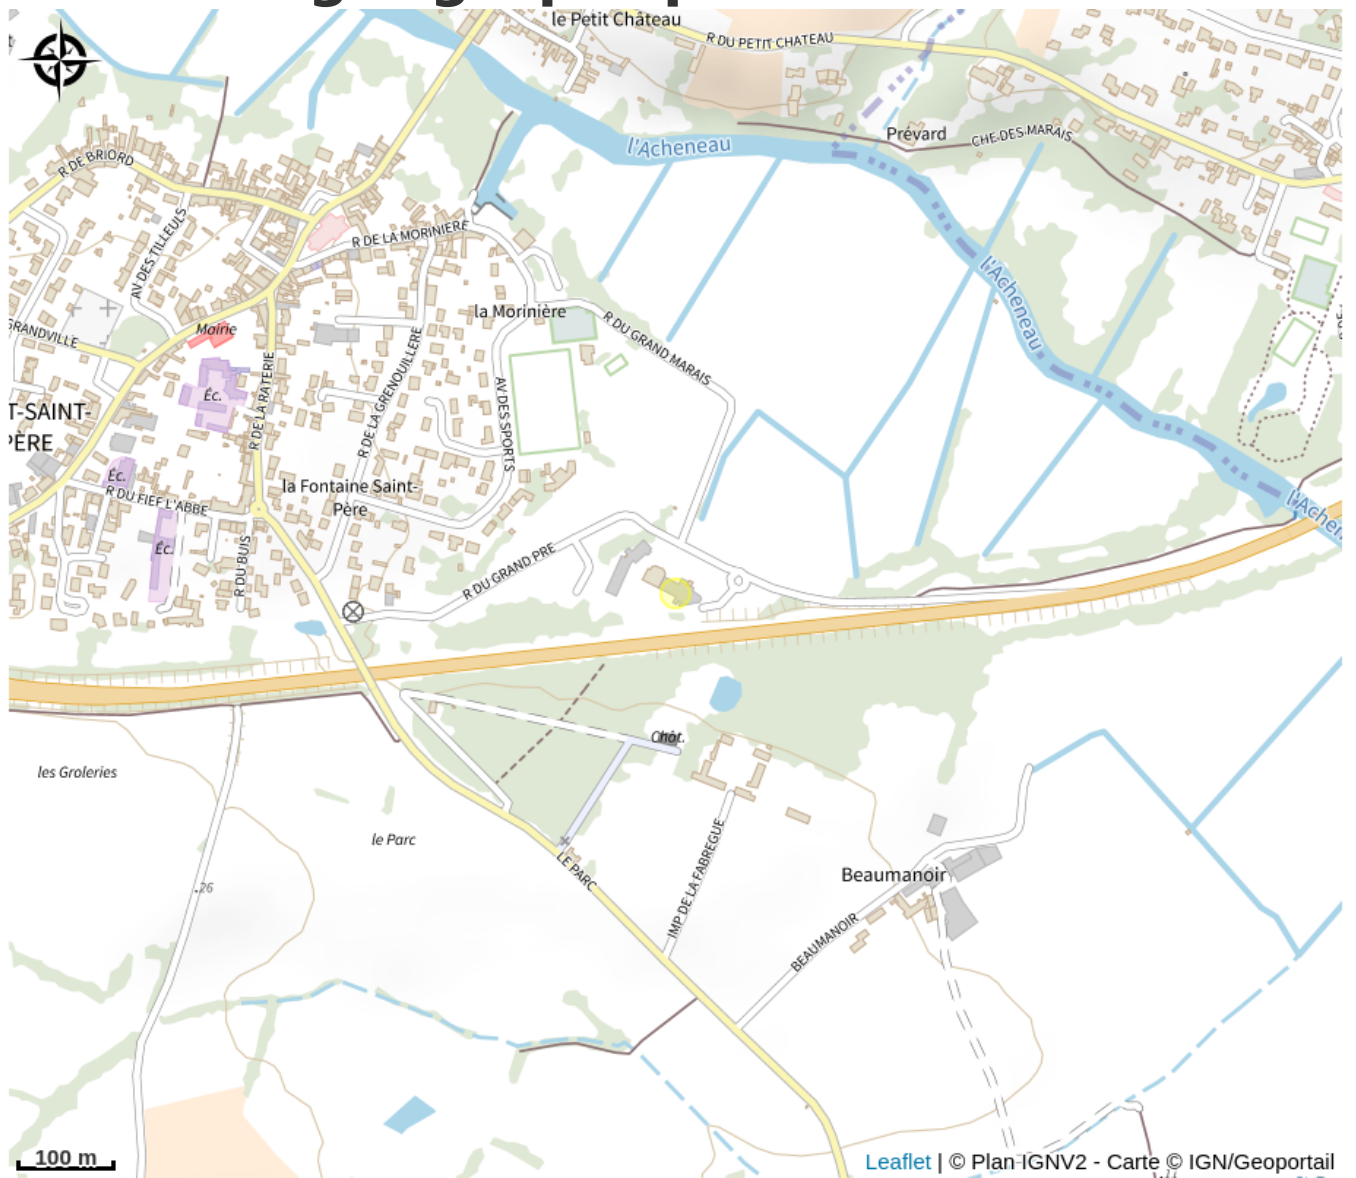 le Petit Château
R DU PETIT CHATEAU
l'Acheneau
Prévard
CHE DES MARAIS
R DE BRIORD
AV DES TILLEULS
R DE LA MORINIERE
l'Acheneau
la Morinière
R DU GRAND MARAIS
GRANDVILLE
Mairie
Éc.
R DE LA RATERIE
R DE LA GRENOUILLERE
AV DES SPORTS
T-SAINT-
PÈRE
Éc.
R DU FIEF L'ABBE
la Fontaine Saint-
Père
l'Achen
Éc.
R DU BUIS
R DU GRAND PRE
Chât.
les Groleries
le Parc
26
LE PARC
IMP DE LA FABREGUE
Beaumanoir
BEAUMANOIR
100 m
Leaflet | © Plan IGNV2 - Carte © IGN/Geoportail